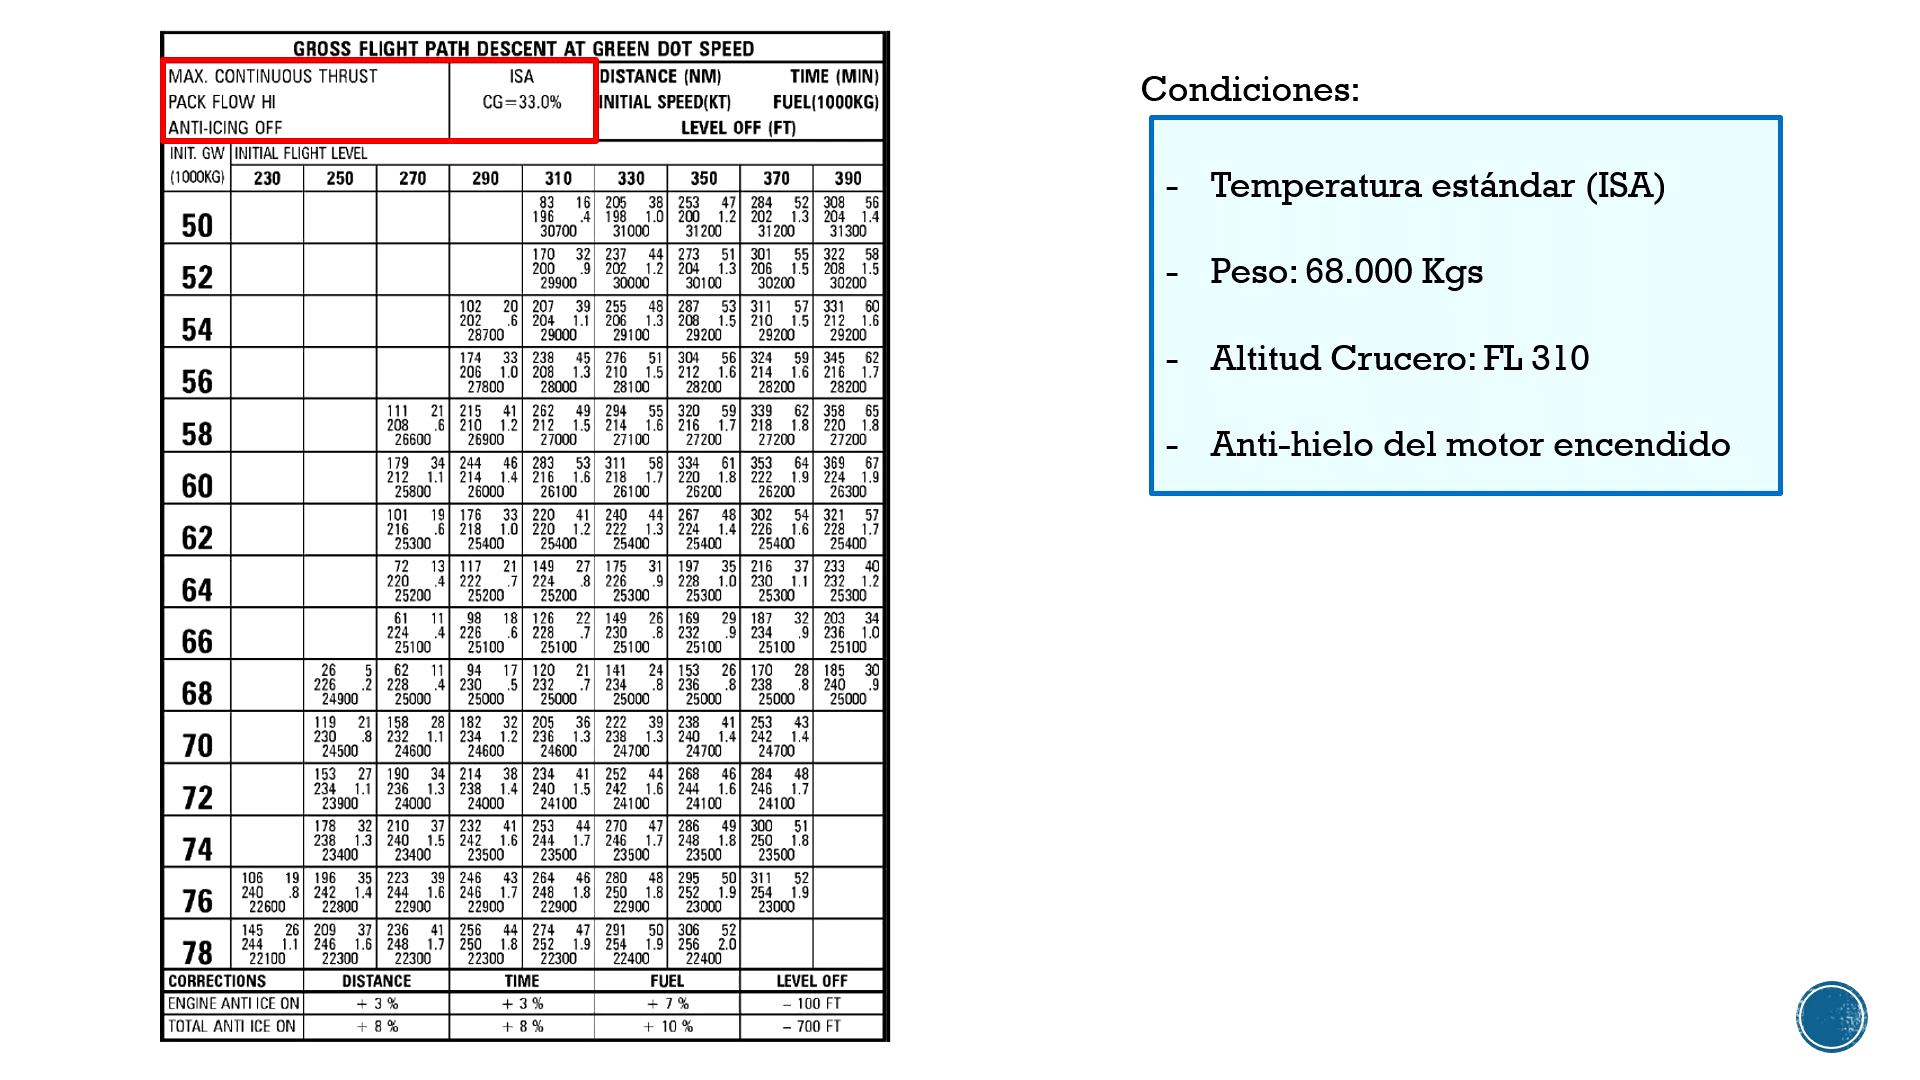 GROSS FLIGHT PATH DESCENT AT GREEN DOT SPEED
MAX. CONTINUOUS THRUST ISA DISTANCE (NM) TIME (MIN)
PACK FLOW HI CG=33.0% INITIAL SPEED(KT) FUEL(1000KG)
ANTI-ICING OFF LEVEL OFF (FT)
INIT. GW INITIAL FLIGHT LEVEL
(1000KG) 230 250 270 290 310 330 350 370 390
83 16 205 38 253 47 284 52 308 56
50 196 .4 198 1.0 200 1.2 202 1.3 204 1.4
30700 31000 31200 31200 31300
170 32 237 44 273 51 301 55 322 58
52 200 .9 202 1.2 204 1.3 206 1.5 208 1.5
29900 30000 30100 30200 30200
102 20 207 39 255 48 287 53 311 57 331 60
54 202 .6 204 1.1 206 1.3 208 1.5 210 1.5 212 1.6
28700 29000 29100 29200 29200 29200
174 33 238 45 276 51 304 56 324 59 345 62
56 206 1.0 208 1.3 210 1.5 212 1.6 214 1.6 216 1.7
27800 28000 28100 28200 28200 28200
111 21 215 41 262 49 294 55 320 59 339 62 358 65
58 208 .6 210 1.2 212 1.5 214 1.6 216 1.7 218 1.8 220 1.8
26600 26900 27000 27100 27200 27200 27200
179 34 244 46 283 53 311 58 334 61 353 64 369 67
60 212 1.1 214 1.4 216 1.6 218 1.7 220 1.8 222 1.9 224 1.9
25800 26000 26100 26100 26200 26200 26300
101 19 176 33 220 41 240 44 267 48 302 54 321 57
62 216 .6 218 1.0 220 1.2 222 1.3 224 1.4 226 1.6 228 1.7
25300 25400 25400 25400 25400 25400 25400
72 13 117 21 149 27 175 31 197 35 216 37 233 40
64 220 .4 222 .7 224 .8 226 .9 228 1.0 230 1.1 232 1.2
25200 25200 25200 25300 25300 25300 25300
61 11 98 18 126 22 149 26 169 29 187 32 203 34
66 224 .4 226 .6 228 .7 230 .8 232 .9 234 .9 236 1.0
25100 25100 25100 25100 25100 25100 25100
26 5 62 11 94 17 120 21 141 24 153 26 170 28 185 30
68 226 .2 228 .4 230 .5 232 .7 234 .8 236 .8 238 .8 240 .9
24900 25000 25000 25000 25000 25000 25000 25000
119 21 158 28 182 32 205 36 222 39 238 41 253 43
70 230 .8 232 1.1 234 1.2 236 1.3 238 1.3 240 1.4 242 1.4
24500 24600 24600 24600 24700 24700 24700
153 27 190 34 214 38 234 41 252 44 268 46 284 48
72 234 1.1 236 1.3 238 1.4 240 1.5 242 1.6 244 1.6 246 1.7
23900 24000 24000 24100 24100 24100 24100
178 32 210 37 232 41 253 44 270 47 286 49 300 51
74 238 1.3 240 1.5 242 1.6 244 1.7 246 1.7 248 1.8 250 1.8
23400 23400 23500 23500 23500 23500 23500
106 19 196 35 223 39 246 43 264 46 280 48 295 50 311 52
76 240 .8 242 1.4 244 1.6 246 1.7 248 1.8 250 1.8 252 1.9 254 1.9
22600 22800 22900 22900 22900 22900 23000 23000
145 26 209 37 236 41 256 44 274 47 291 50 306 52
78 244 1.1 246 1.6 248 1.7 250 1.8 252 1.9 254 1.9 256 2.0
22100 22300 22300 22300 22300 22400 22400
CORRECTIONS DISTANCE TIME FUEL LEVEL OFF
ENGINE ANTI ICE ON + 3 % + 3 % + 7 % – 100 FT
TOTAL ANTI ICE ON + 8 % + 8 % + 10 % – 700 FT
Condiciones:
- Temperatura estándar (ISA)
- Peso: 68.000 Kgs
- Altitud Crucero: FL 310
- Anti-hielo del motor encendido